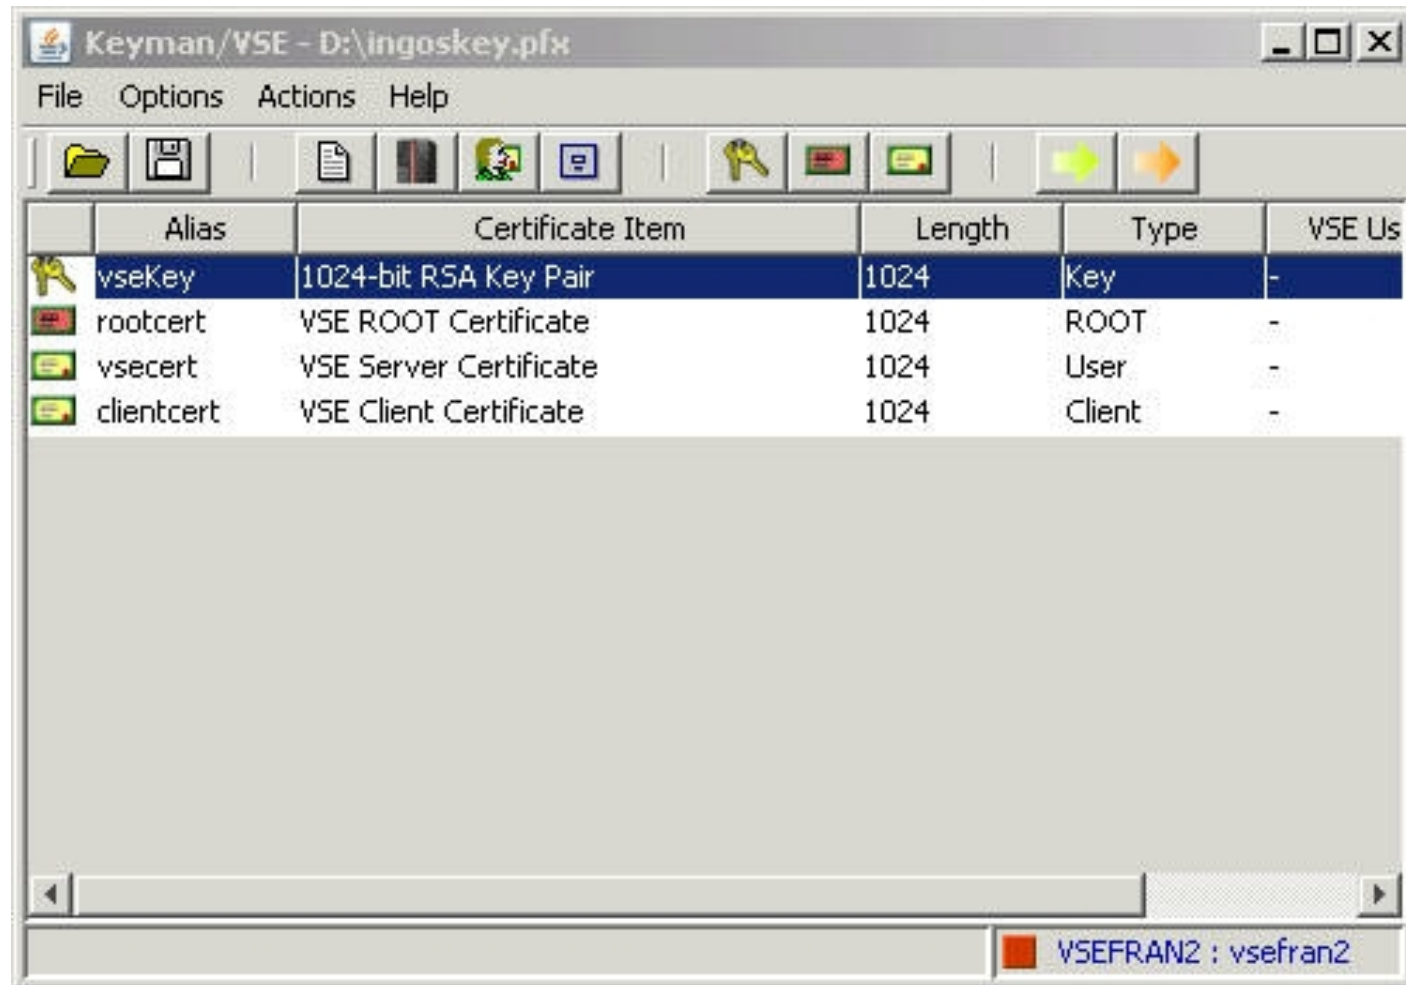 Keyman/VSE - D:\ingoskey.pfx
File Options Actions Help
Alias Certificate Item Length Type VSE Us
vseKey 1024-bit RSA Key Pair 1024 Key -
rootcert VSE ROOT Certificate 1024 ROOT -
vsecert VSE Server Certificate 1024 User -
clientcert VSE Client Certificate 1024 Client -
VSEFRAN2 : vsefran2